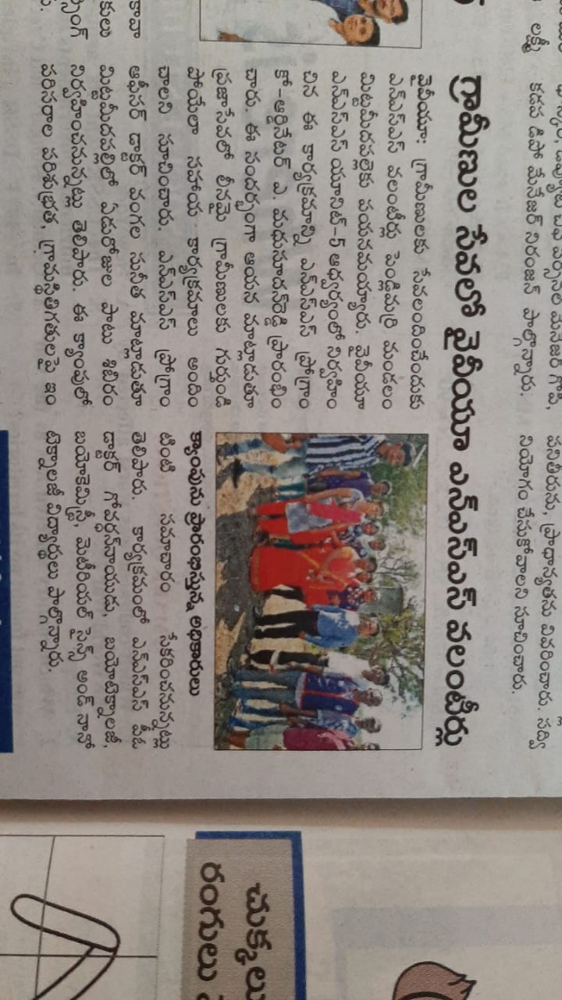 గ్రామీణుల సేవలో వైవీయూ ఎన్ఎస్ఎస్ వలంటీర్లు
వైవీయూ: గ్రామీణులకు సేవలందించేందుకు
ఎన్ఎస్ఎస్ వలంటీర్లు పెండ్లిమర్రి మండలం
మిట్టమీదపల్లెకు పయనమయ్యారు. వైవీయూ
ఎన్ఎస్ఎస్ యూనిట్-5 ఆధ్వర్యంలో నిర్వహిం
చిన ఈ కార్యక్రమాన్ని ఎన్ఎస్ఎస్ ప్రోగ్రాం
కో-ఆర్డినేటర్ ఎ. మధుసూదన్‌రెడ్డి ప్రారంభిం
చారు. ఈ సందర్భంగా ఆయన మాట్లాడుతూ
ప్రజాసేవలో లీనమై గ్రామీణులకు గుర్తుండి
పోయేలా సహాయ కార్యక్రమాలు అందిం
చాలని సూచించారు. ఎన్ఎస్ఎస్ ప్రోగ్రాం
ఆఫీసర్ డాక్టర్ వంగల సునీత మాట్లాడుతూ
మిట్టమీదపల్లిలో ఏడురోజుల పాటు శిబిరం
నిర్వహించనున్నట్లు తెలిపారు. ఈ క్యాంపులో
పరిసరాల పరిశుభ్రత, గ్రామస్థితిగతులపై ఇం
క్యాంపును ప్రారంభిస్తున్న అధికారులు
టింటి సమాచారం సేకరించనున్నట్లు
తెలిపారు. కార్యక్రమంలో ఎన్ఎస్ఎస్ పీఓ
డాక్టర్ గోవర్ధన్‌నాయుడు, బయోటెక్నాలజీ,
బయోకెమిస్ట్రీ, మెటీరియల్ సైన్స్ అండ్ నానో
టెక్నాలజీ విద్యార్థులు పాల్గొన్నారు.
కడప డిపో మేనేజర్ నిరంజన్ పాల్గొన్నారు.
పనితీరును, ప్రాధాన్యతను వివరించారు.
నియోగం చేసుకోవాలని సూచించారు.
చుక్కలు
రంగులు